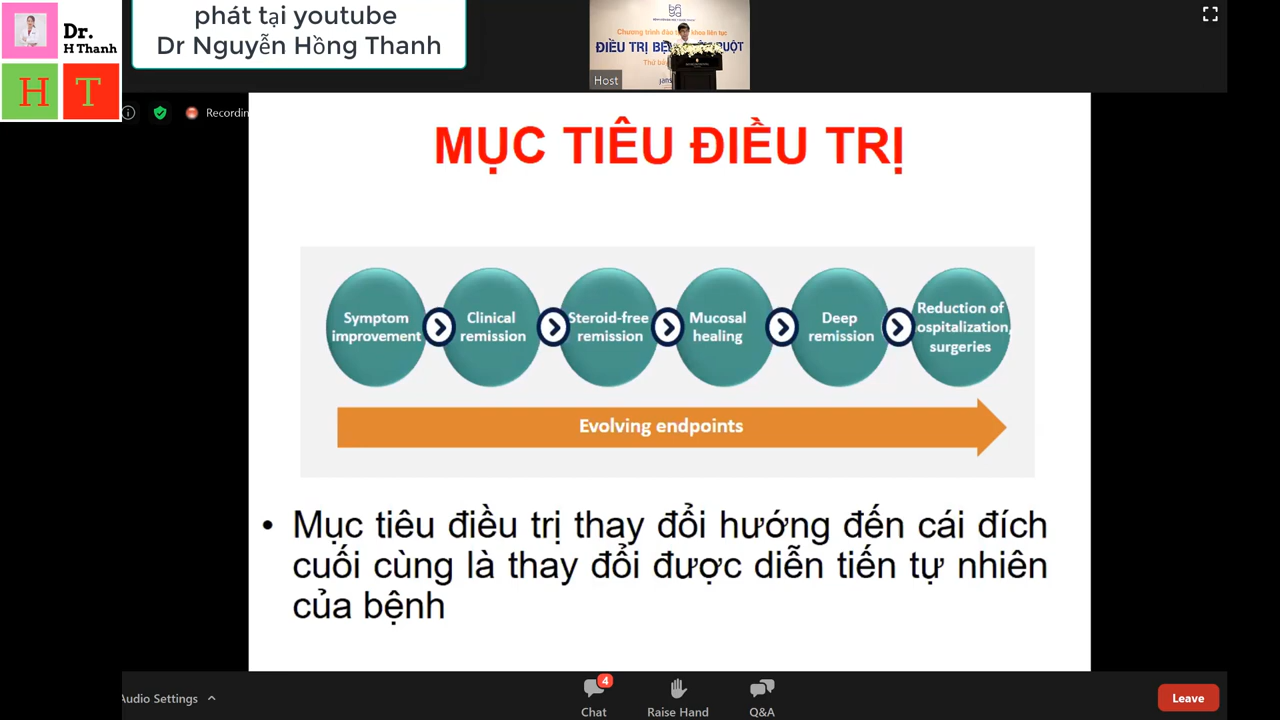 phát tại youtube
Dr Nguyễn Hồng Thanh
Dr.
H Thanh
H T
Chương trình đào tạo khoa liên tục
ĐIỀU TRỊ BỆNH RUỘT
Host
Recordin
MỤC TIÊU ĐIỀU TRỊ
Symptom
improvement
Clinical
remission
Steroid-free
remission
Mucosal
healing
Deep
remission
Reduction of
ospitalization,
surgeries
Evolving endpoints
• Mục tiêu điều trị thay đổi hướng đến cái đích
cuối cùng là thay đổi được diễn tiến tự nhiên
của bệnh
Audio Settings
4
Chat
Raise Hand
Q&A
Leave